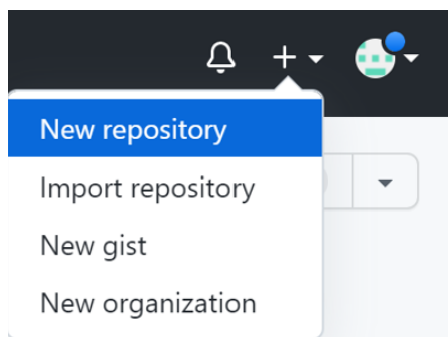 New repository
Import repository
New gist
New organization